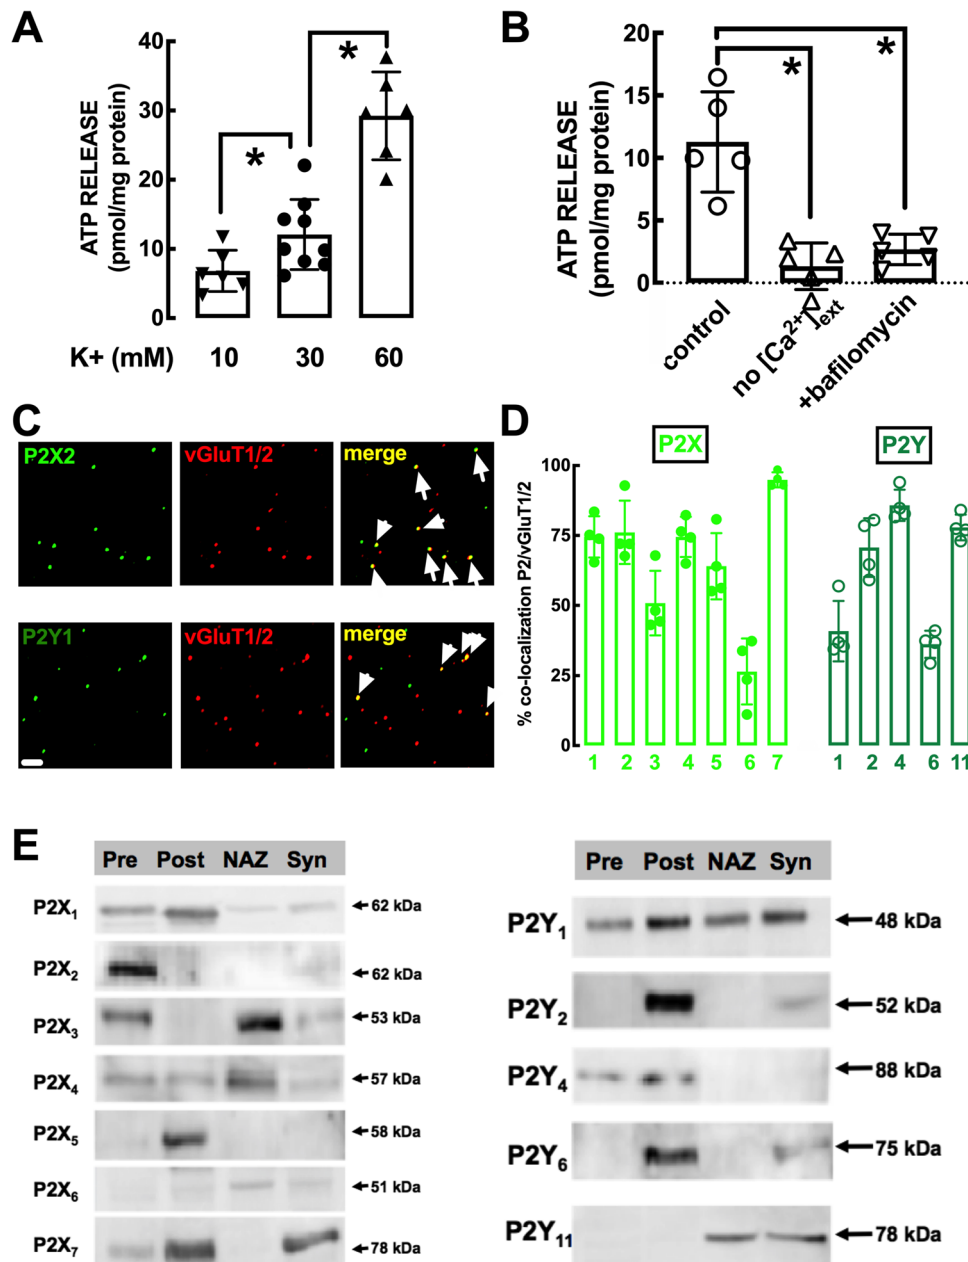 A
ATP RELEASE
(pmol/mg protein)
40
30
20
10
0
*
*
K+ (mM) 10 30 60
B
ATP RELEASE
(pmol/mg protein)
20
15
10
5
0
*
*
control
no [Ca²⁺]ext
+bafilomycin
C
P2X2 vGluT1/2 merge
P2Y1 vGluT1/2 merge
D
P2X P2Y
% co-localization P2/vGluT1/2
100
75
50
25
0
1 2 3 4 5 6 7 1 2 4 6 11
E
Pre Post NAZ Syn
P2X₁ 62 kDa
P2X₂ 62 kDa
P2X₃ 53 kDa
P2X₄ 57 kDa
P2X₅ 58 kDa
P2X₆ 51 kDa
P2X₇ 78 kDa
Pre Post NAZ Syn
P2Y₁ 48 kDa
P2Y₂ 52 kDa
P2Y₄ 88 kDa
P2Y₆ 75 kDa
P2Y₁₁ 78 kDa